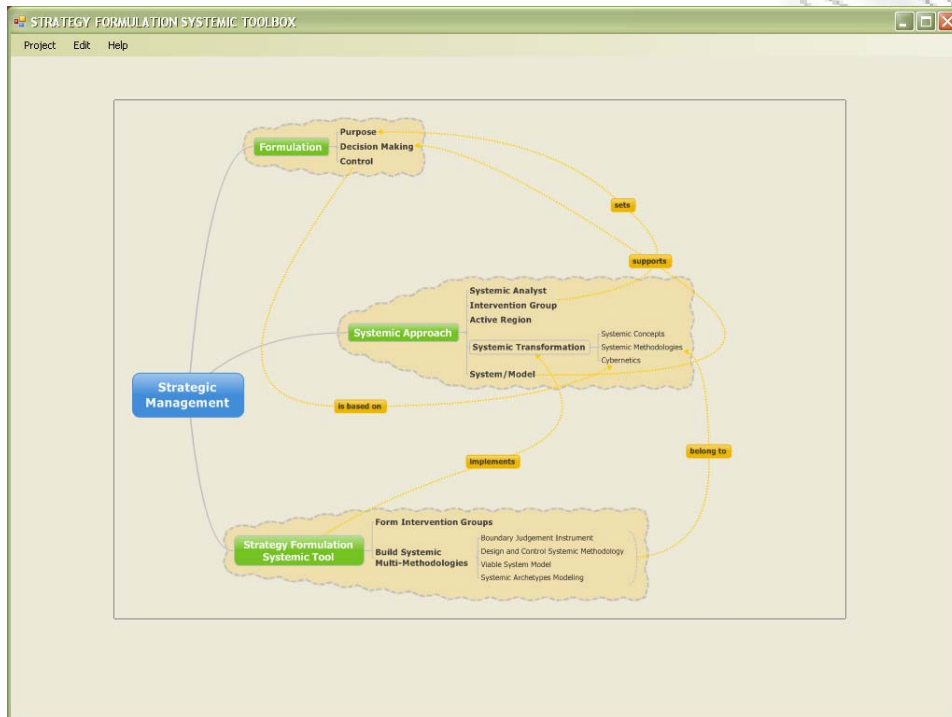 STRATEGY FORMULATION SYSTEMIC TOOLBOX
Project Edit Help
Formulation
Purpose
Decision Making
Control
sets
supports
Systemic Approach
Systemic Analyst
Intervention Group
Active Region
Systemic Transformation
Systemic Concepts
Systemic Methodologies
Cybernetics
System/Model
Strategic
Management
is based on
implements
belong to
Strategy Formulation
Systemic Tool
Form Intervention Groups
Build Systemic
Multi-Methodologies
Boundary Judgement Instrument
Design and Control Systemic Methodology
Viable System Model
Systemic Archetypes Modeling